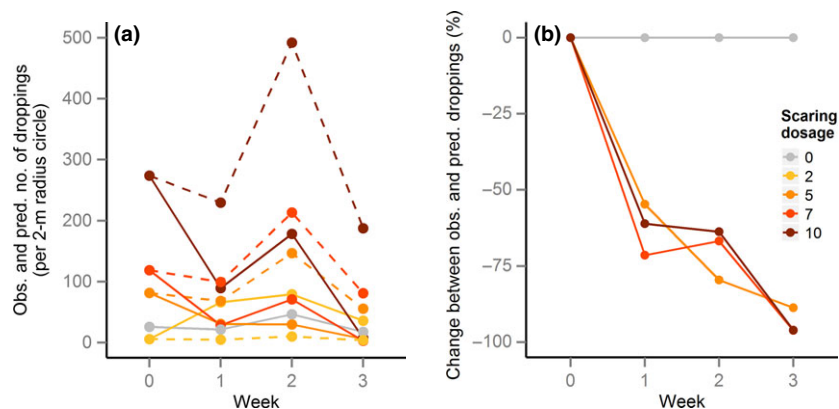 (a)
Obs. and pred. no. of droppings
(per 2-m radius circle)
500
400
300
200
100
0
0 1 2 3
Week
(b)
Change between obs. and pred. droppings (%)
0
−25
−50
−75
−100
0 1 2 3
Week
Scaring
dosage
0
2
5
7
10